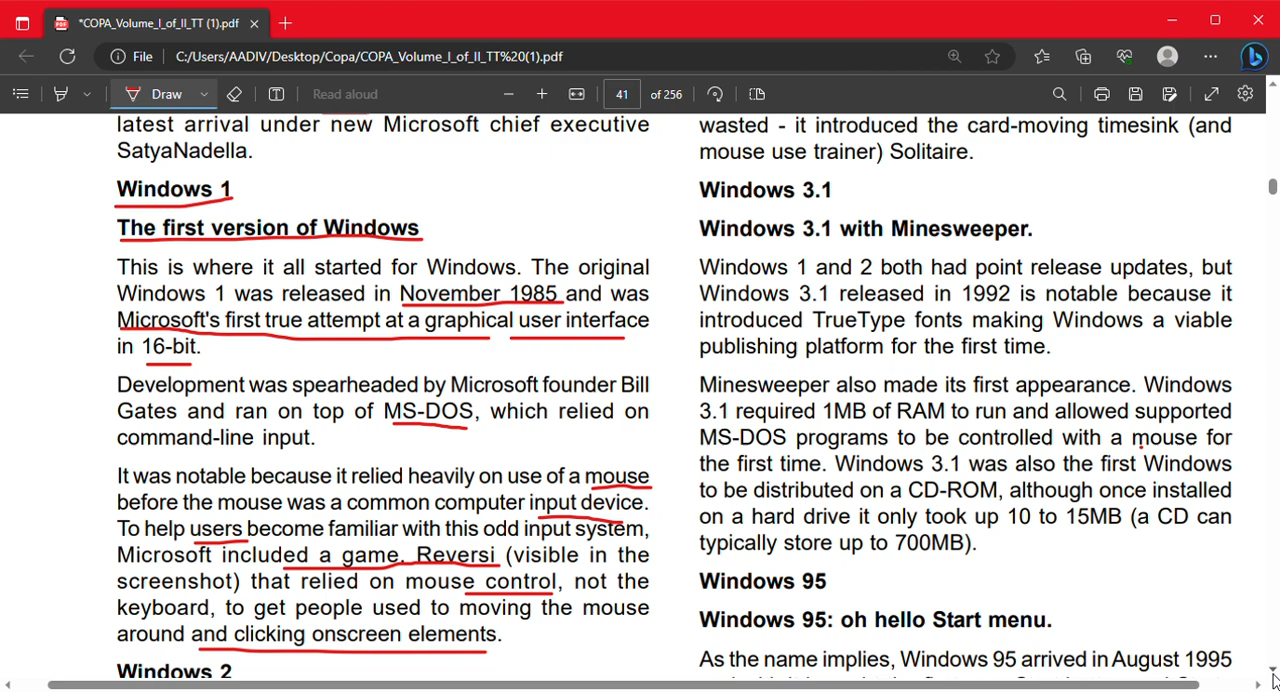 *COPA_Volume_I_of_II_TT (1).pdf
File C:/Users/AADIV/Desktop/Copa/COPA_Volume_I_of_II_TT%20(1).pdf
Draw Read aloud 41 of 256
latest arrival under new Microsoft chief executive
SatyaNadella.
Windows 1
The first version of Windows
This is where it all started for Windows. The original
Windows 1 was released in November 1985 and was
Microsoft's first true attempt at a graphical user interface
in 16-bit.
Development was spearheaded by Microsoft founder Bill
Gates and ran on top of MS-DOS, which relied on
command-line input.
It was notable because it relied heavily on use of a mouse
before the mouse was a common computer input device.
To help users become familiar with this odd input system,
Microsoft included a game, Reversi (visible in the
screenshot) that relied on mouse control, not the
keyboard, to get people used to moving the mouse
around and clicking onscreen elements.
Windows 2
wasted - it introduced the card-moving timesink (and
mouse use trainer) Solitaire.
Windows 3.1
Windows 3.1 with Minesweeper.
Windows 1 and 2 both had point release updates, but
Windows 3.1 released in 1992 is notable because it
introduced TrueType fonts making Windows a viable
publishing platform for the first time.
Minesweeper also made its first appearance. Windows
3.1 required 1MB of RAM to run and allowed supported
MS-DOS programs to be controlled with a mouse for
the first time. Windows 3.1 was also the first Windows
to be distributed on a CD-ROM, although once installed
on a hard drive it only took up 10 to 15MB (a CD can
typically store up to 700MB).
Windows 95
Windows 95: oh hello Start menu.
As the name implies, Windows 95 arrived in August 1995